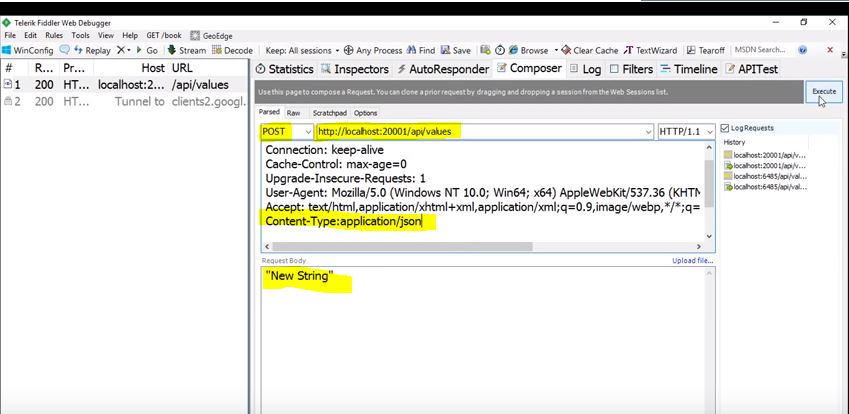 Telerik Fiddler Web Debugger
File Edit Rules Tools View Help GET /book GeoEdge
WinConfig Replay Go Stream Decode Keep: All sessions Any Process Find Save Browse Clear Cache TextWizard Tearoff MSDN Search...
# R... Pr... Host URL
1 200 HT... localhost:2... /api/values
2 200 HT... Tunnel to clients2.googl.
Statistics Inspectors AutoResponder Composer Log Filters Timeline APITest
Use this page to compose a Request. You can clone a prior request by dragging and dropping a session from the Web Sessions list.
Execute
Parsed Raw Scratchpad Options
POST http://localhost:20001/api/values HTTP/1.1
Connection: keep-alive
Cache-Control: max-age=0
Upgrade-Insecure-Requests: 1
User-Agent: Mozilla/5.0 (Windows NT 10.0; Win64; x64) AppleWebKit/537.36 (KHTM
Accept: text/html,application/xhtml+xml,application/xml;q=0.9,image/webp,*/*;q=
Content-Type:application/json
Request Body Upload file...
"New String"
Log Requests
History
localhost:20001/api/v...
localhost:20001/api/v...
localhost:6485/api/val...
localhost:6485/api/val...